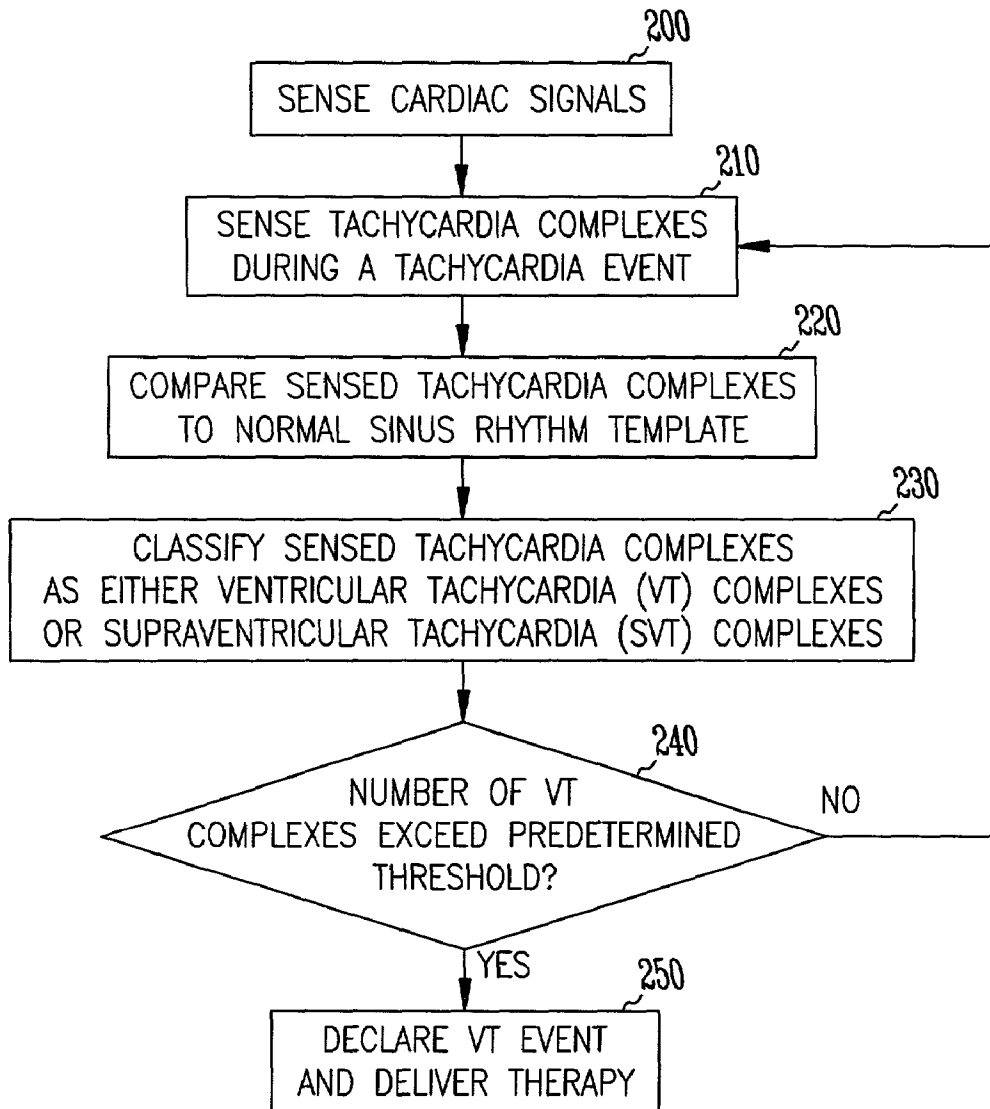 200
SENSE CARDIAC SIGNALS
210
SENSE TACHYCARDIA COMPLEXES
DURING A TACHYCARDIA EVENT
220
COMPARE SENSED TACHYCARDIA COMPLEXES
TO NORMAL SINUS RHYTHM TEMPLATE
230
CLASSIFY SENSED TACHYCARDIA COMPLEXES
AS EITHER VENTRICULAR TACHYCARDIA (VT) COMPLEXES
OR SUPRAVENTRICULAR TACHYCARDIA (SVT) COMPLEXES
240
NUMBER OF VT
COMPLEXES EXCEED PREDETERMINED
THRESHOLD?
NO
YES
250
DECLARE VT EVENT
AND DELIVER THERAPY